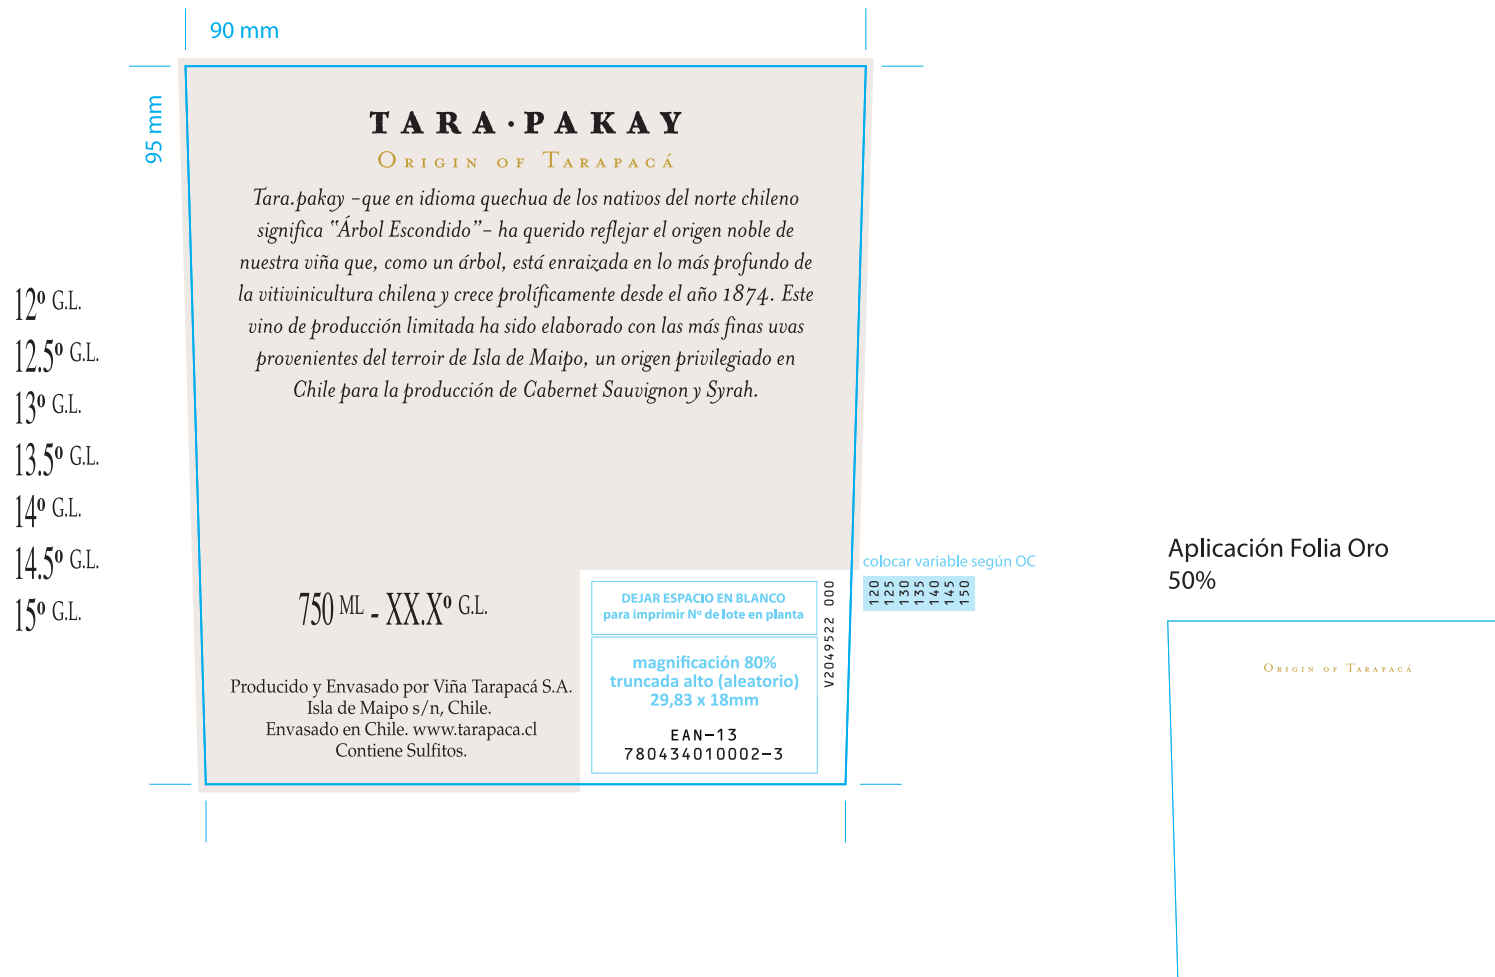 90 mm
95 mm
TARA·PAKAY
Origin of Tarapacá
Tara.pakay –que en idioma quechua de los nativos del norte chileno
significa “Árbol Escondido”– ha querido reflejar el origen noble de
nuestra viña que, como un árbol, está enraizada en lo más profundo de
la vitivinicultura chilena y crece prolíficamente desde el año 1874. Este
vino de producción limitada ha sido elaborado con las más finas uvas
provenientes del terroir de Isla de Maipo, un origen privilegiado en
Chile para la producción de Cabernet Sauvignon y Syrah.
12º G.L.
12.5º G.L.
13º G.L.
13.5º G.L.
14º G.L.
14.5º G.L.
15º G.L.
750 ML - XX.Xº G.L.
Producido y Envasado por Viña Tarapacá S.A.
Isla de Maipo s/n, Chile.
Envasado en Chile. www.tarapaca.cl
Contiene Sulfitos.
DEJAR ESPACIO EN BLANCO
para imprimir Nº de lote en planta
magnificación 80%
truncada alto (aleatorio)
29,83 x 18mm
EAN–13
780434010002–3
V2049522 000
colocar variable según OC
120
125
130
135
140
145
150
Aplicación Folia Oro
50%
Origin of Tarapacá